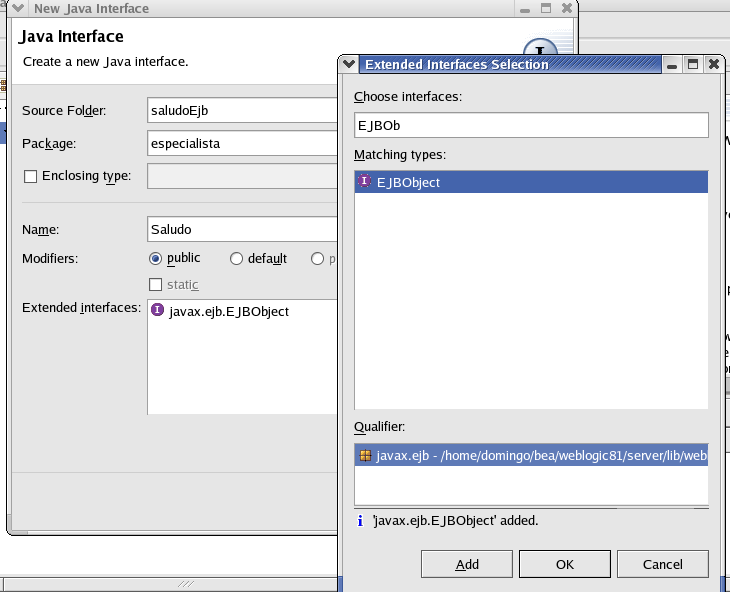 New Java Interface
Java Interface
Create a new Java interface.
Source Folder: saludoEjb
Package: especialista
Enclosing type:
Name: Saludo
Modifiers: public default p
static
Extended interfaces: javax.ejb.EJBObject
Extended Interfaces Selection
Choose interfaces:
EJBOb
Matching types:
EJBObject
Qualifier:
javax.ejb - /home/domingo/bea/weblogic81/server/lib/web
'javax.ejb.EJBObject' added.
Add OK Cancel